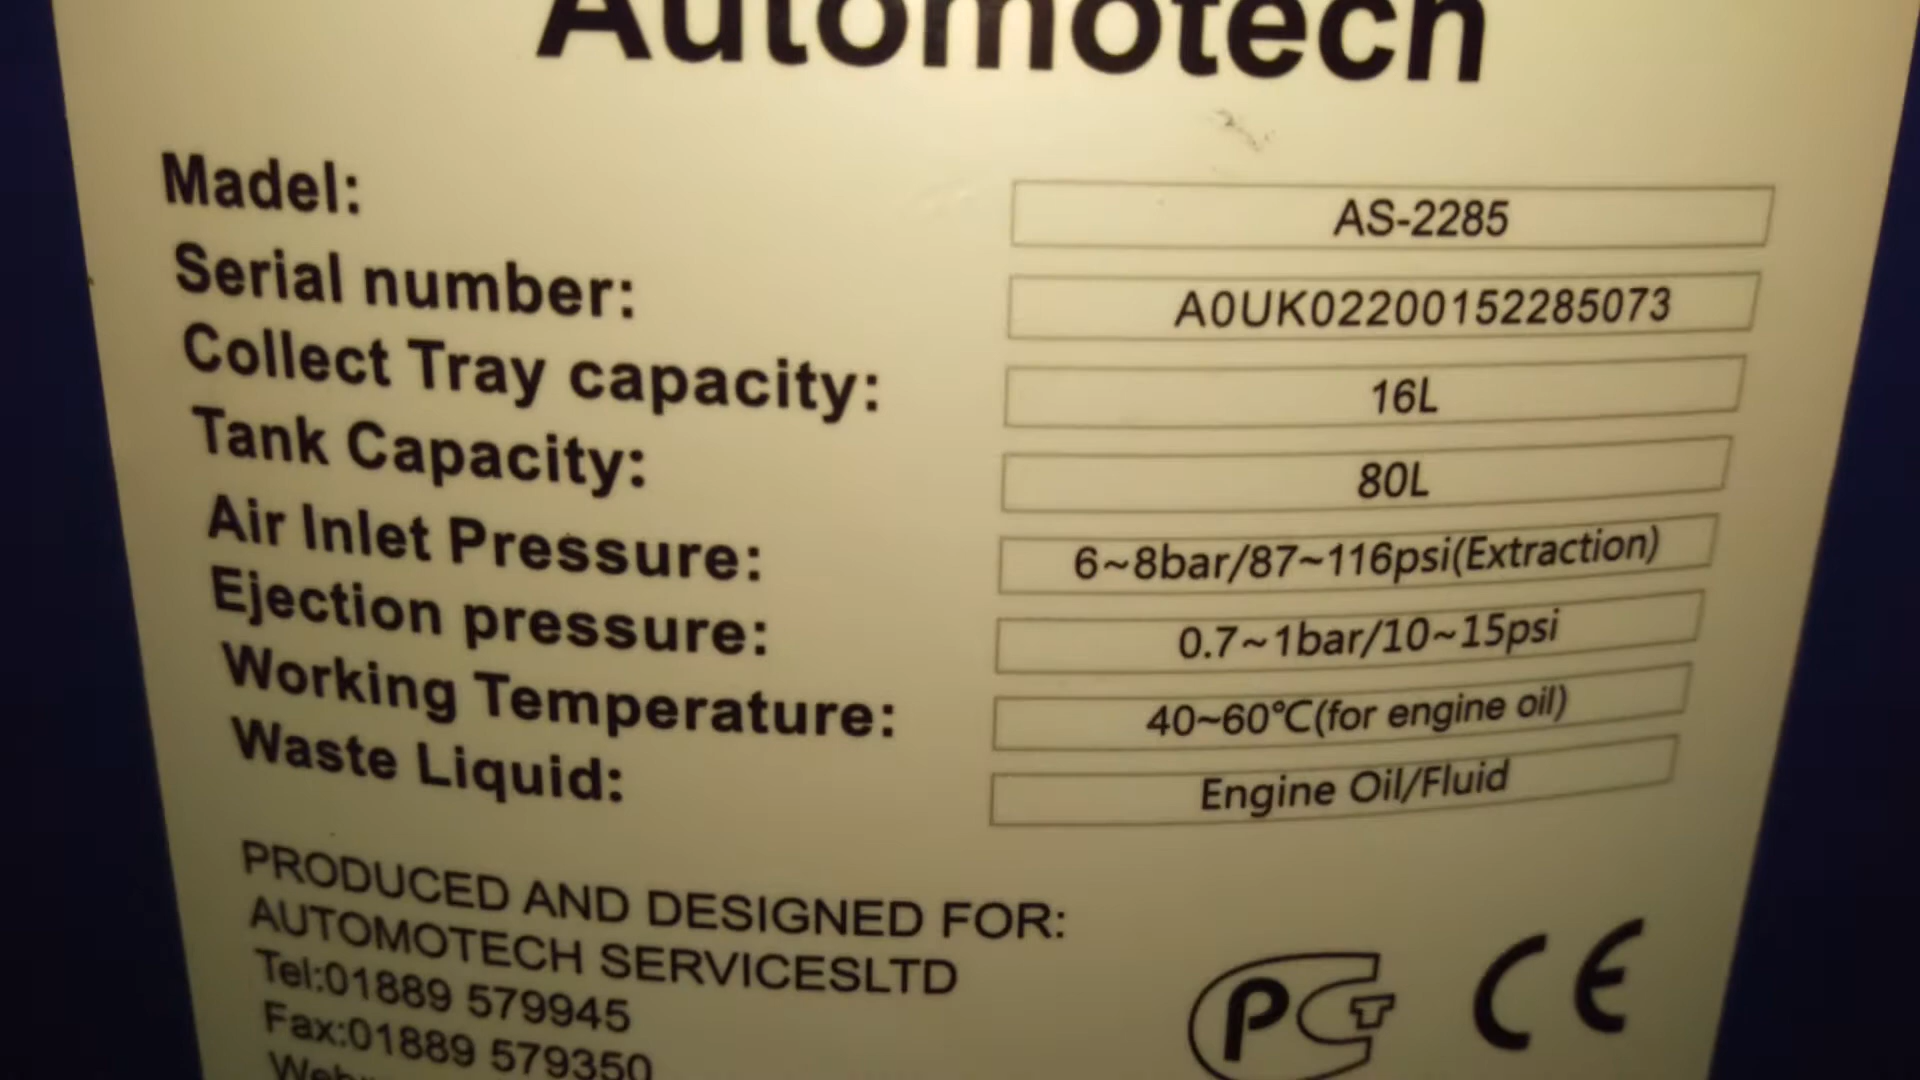 Automotech
Madel: AS-2285
Serial number: A0UK02200152285073
Collect Tray capacity: 16L
Tank Capacity: 80L
Air Inlet Pressure: 6~8bar/87~116psi(Extraction)
Ejection pressure: 0.7~1bar/10~15psi
Working Temperature: 40~60℃(for engine oil)
Waste Liquid: Engine Oil/Fluid
PRODUCED AND DESIGNED FOR:
AUTOMOTECH SERVICESLTD
Tel:01889 579945
Fax:01889 579350
PCT CE